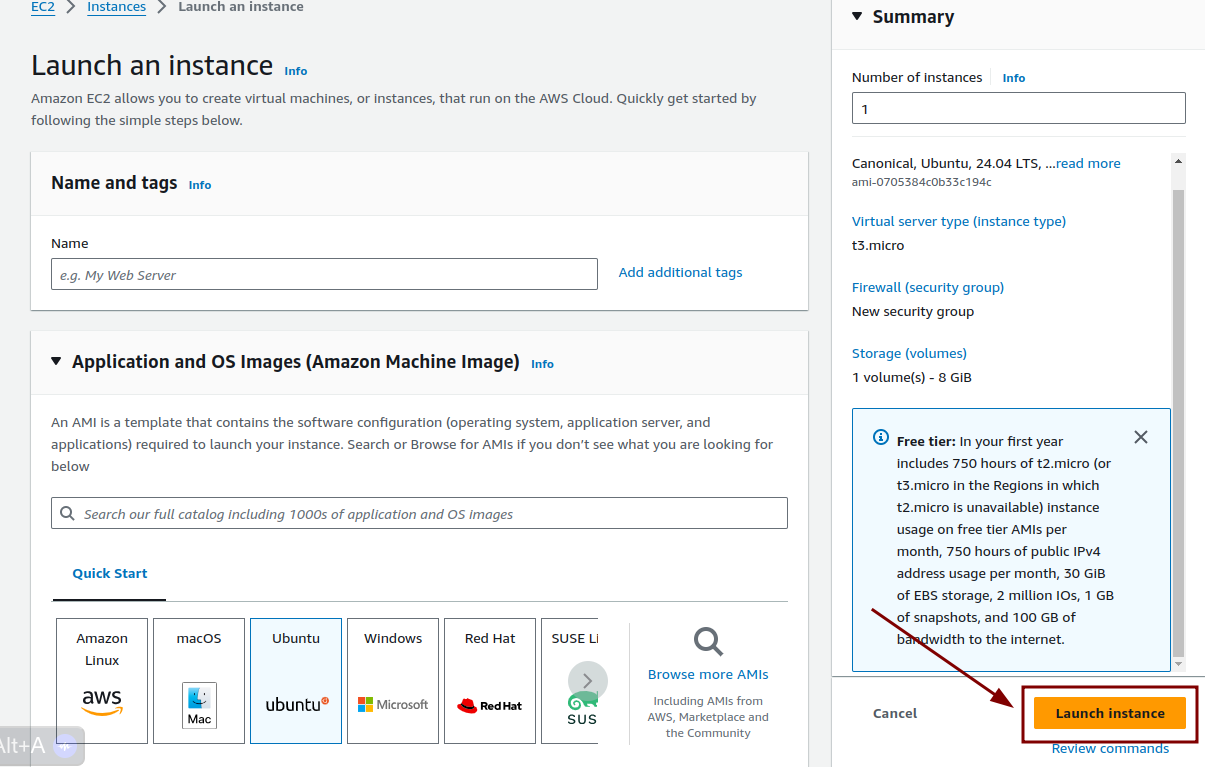 EC2 > Instances > Launch an instance
Launch an instance Info
Amazon EC2 allows you to create virtual machines, or instances, that run on the AWS Cloud. Quickly get started by
following the simple steps below.
Name and tags Info
Name
e.g. My Web Server
Add additional tags
Application and OS Images (Amazon Machine Image) Info
An AMI is a template that contains the software configuration (operating system, application server, and
applications) required to launch your instance. Search or Browse for AMIs if you don’t see what you are looking for
below
Search our full catalog including 1000s of application and OS images
Quick Start
Amazon
Linux
aws
macOS
Mac
Ubuntu
ubuntu
Windows
Microsoft
Red Hat
Red Hat
SUSE Li
SUS
Browse more AMIs
Including AMIs from
AWS, Marketplace and
the Community
Alt+A
Summary
Number of instances Info
1
Canonical, Ubuntu, 24.04 LTS, ...read more
ami-0705384c0b33c194c
Virtual server type (instance type)
t3.micro
Firewall (security group)
New security group
Storage (volumes)
1 volume(s) - 8 GiB
Free tier: In your first year
includes 750 hours of t2.micro (or
t3.micro in the Regions in which
t2.micro is unavailable) instance
usage on free tier AMIs per
month, 750 hours of public IPv4
address usage per month, 30 GiB
of EBS storage, 2 million IOs, 1 GB
of snapshots, and 100 GB of
bandwidth to the internet.
Cancel
Launch instance
Review commands